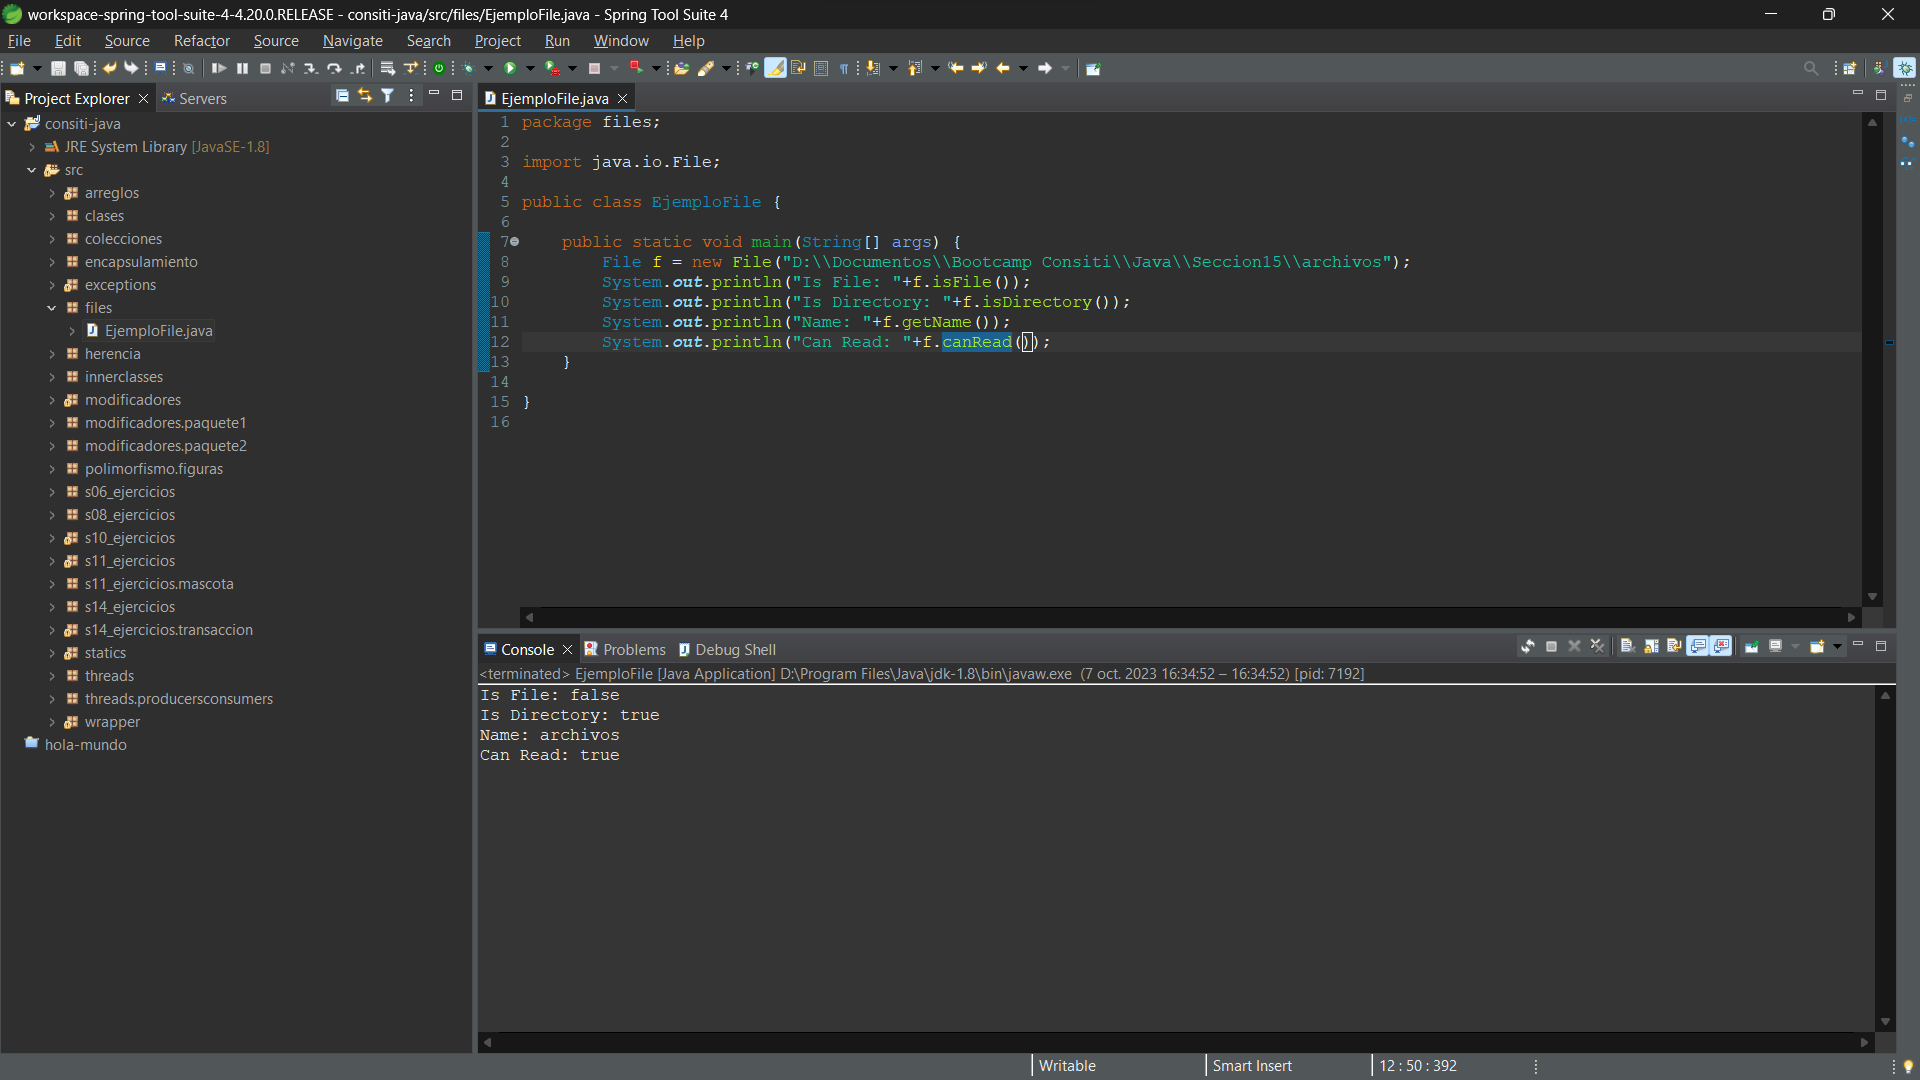 workspace-spring-tool-suite-4-4.20.0.RELEASE - consiti-java/src/files/EjemploFile.java - Spring Tool Suite 4
File Edit Source Refactor Source Navigate Search Project Run Window Help
Project Explorer Servers
consiti-java
JRE System Library [JavaSE-1.8]
src
arreglos
clases
colecciones
encapsulamiento
exceptions
files
EjemploFile.java
herencia
innerclasses
modificadores
modificadores.paquete1
modificadores.paquete2
polimorfismo.figuras
s06_ejercicios
s08_ejercicios
s10_ejercicios
s11_ejercicios
s11_ejercicios.mascota
s14_ejercicios
s14_ejercicios.transaccion
statics
threads
threads.producersconsumers
wrapper
hola-mundo
EjemploFile.java
1 package files;
2
3 import java.io.File;
4
5 public class EjemploFile {
6
7 public static void main(String[] args) {
8 File f = new File("D:\\Documentos\\Bootcamp Consiti\\Java\\Seccion15\\archivos");
9 System.out.println("Is File: "+f.isFile());
10 System.out.println("Is Directory: "+f.isDirectory());
11 System.out.println("Name: "+f.getName());
12 System.out.println("Can Read: "+f.canRead());
13 }
14
15 }
16
Console Problems Debug Shell
<terminated> EjemploFile [Java Application] D:\Program Files\Java\jdk-1.8\bin\javaw.exe (7 oct. 2023 16:34:52 – 16:34:52) [pid: 7192]
Is File: false
Is Directory: true
Name: archivos
Can Read: true
Writable Smart Insert 12 : 50 : 392